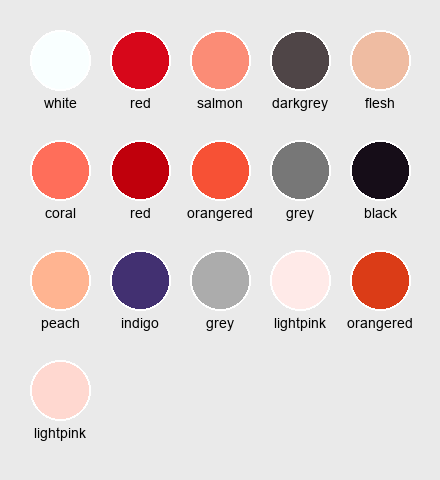 white red salmon darkgrey flesh
coral red orangered grey black
peach indigo grey lightpink orangered
lightpink